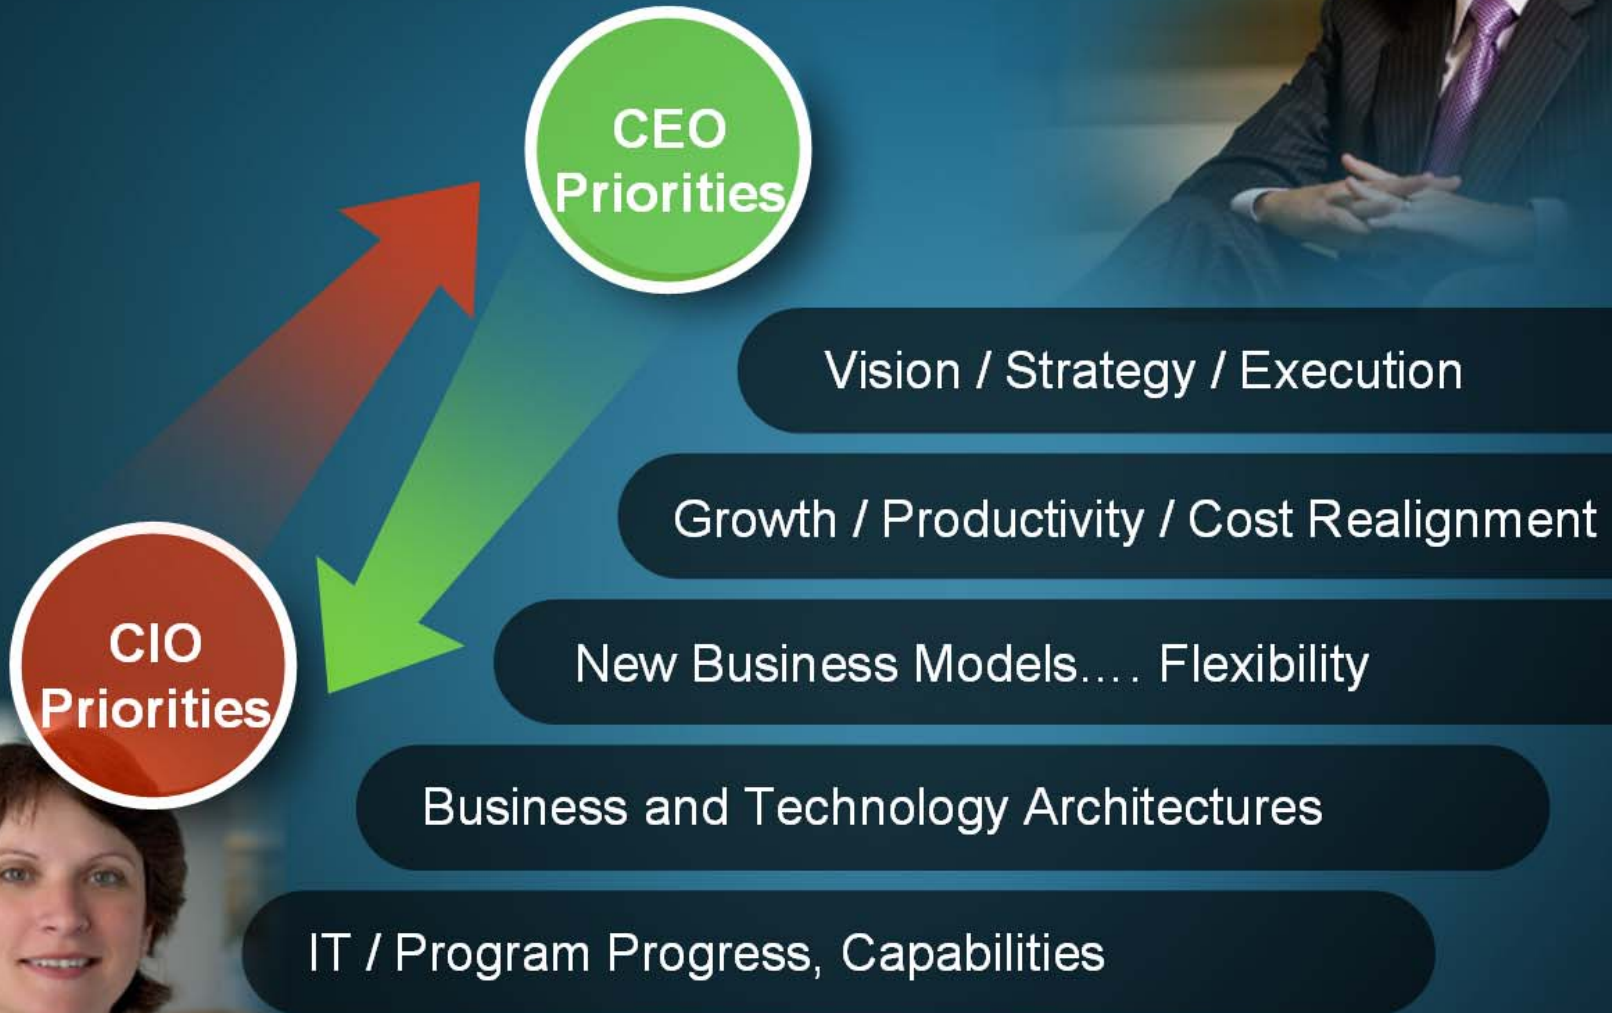 CEO
Priorities
Vision / Strategy / Execution
Growth / Productivity / Cost Realignment
New Business Models.... Flexibility
CIO
Priorities
Business and Technology Architectures
IT / Program Progress, Capabilities